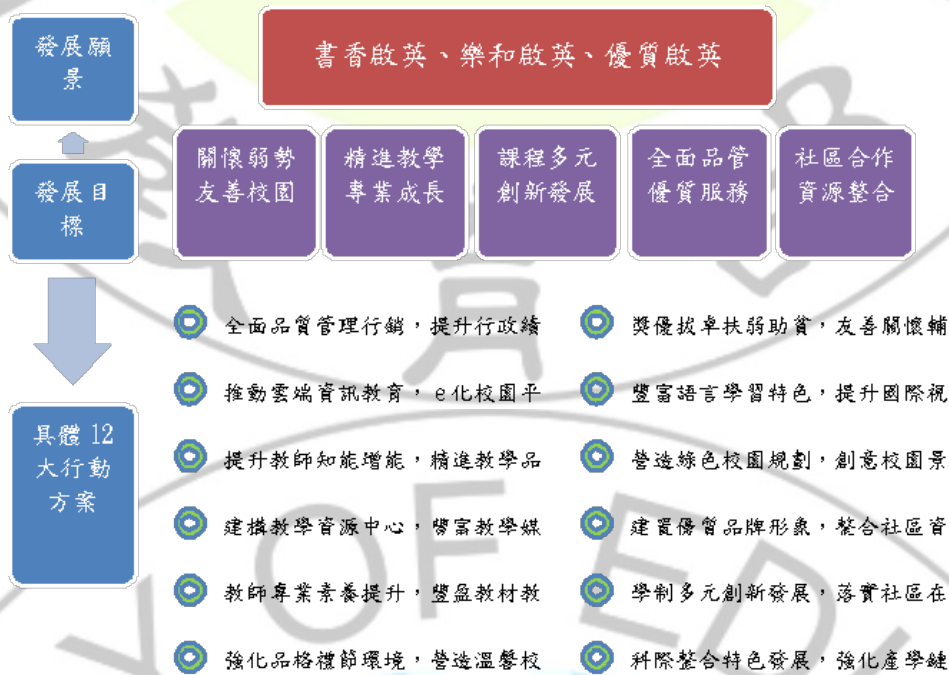 發展願
景
書香啟英、樂和啟英、優質啟英
發展目
標
關懷弱勢
友善校園
精進教學
專業成長
課程多元
創新發展
全面品管
優質服務
社區合作
資源整合
具體 12
大行動
方案
全面品質管理行銷，提升行政績
推動雲端資訊教育，e化校園平
提升教師知能增能，精進教學品
建構教學資源中心，豐富教學媒
教師專業素養提升，豐盈教材教
強化品格禮節環境，營造溫馨校
獎優拔卓扶弱助貧，友善關懷輔
豐富語言學習特色，提升國際視
營造綠色校園規劃，創意校園景
建置優質品牌形象，整合社區資
學制多元創新發展，落實社區在
科際整合特色發展，強化產學鏈
育
OF ED